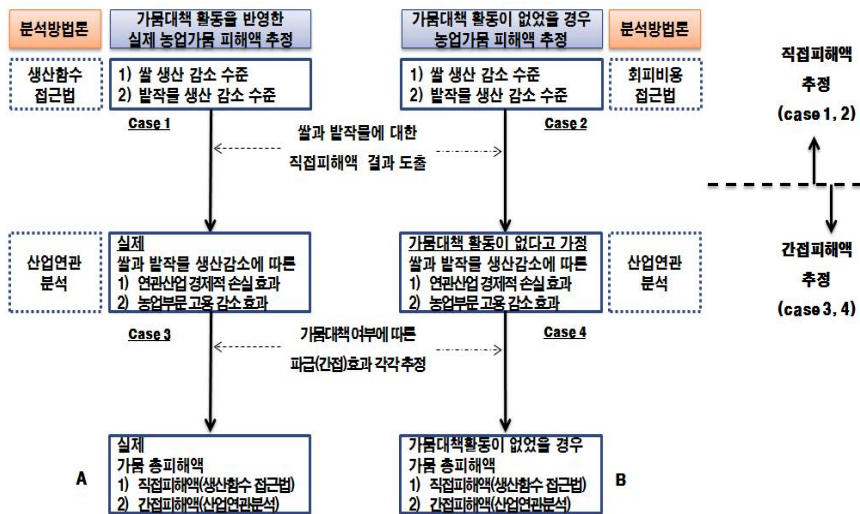 분석방법론
가뭄대책 활동을 반영한
실제 농업가뭄 피해액 추정
가뭄대책 활동이 없었을 경우
농업가뭄 피해액 추정
분석방법론
생산함수
접근법
1) 쌀 생산 감소 수준
2) 밭작물 생산 감소 수준
1) 쌀 생산 감소 수준
2) 밭작물 생산 감소 수준
회피비용
접근법
직접피해액
추정
(case 1, 2)
Case 1
Case 2
쌀과 밭작물에 대한
직접피해액 결과 도출
산업연관
분석
실제
쌀과 밭작물 생산감소에 따른
1) 연관산업 경제적 손실 효과
2) 농업부문 고용 감소 효과
가뭄대책 활동이 없다고 가정
쌀과 밭작물 생산감소에 따른
1) 연관산업 경제적 손실 효과
2) 농업부문 고용 감소 효과
산업연관
분석
간접피해액
추정
(case 3, 4)
Case 3
Case 4
가뭄대책 여부에 따른
파급(간접)효과 각각 추정
A
실제
가뭄 총피해액
1) 직접피해액(생산함수 접근법)
2) 간접피해액(산업연관분석)
가뭄대책활동이 없었을 경우
가뭄 총피해액
1) 직접피해액(생산함수 접근법)
2) 간접피해액(산업연관분석)
B